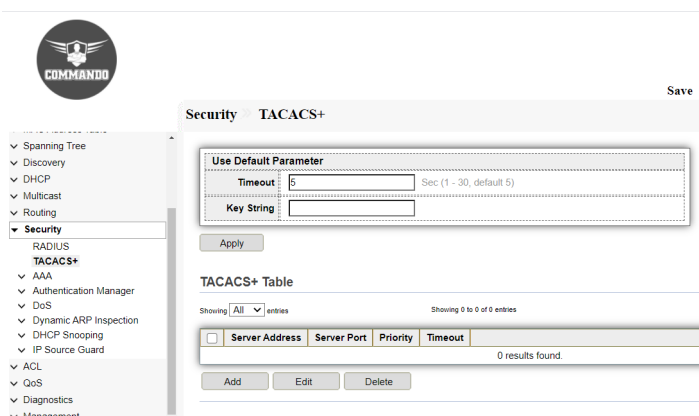 COMMANDO
Save
Security » TACACS+
Spanning Tree
Discovery
DHCP
Multicast
Routing
Security
RADIUS
TACACS+
AAA
Authentication Manager
DoS
Dynamic ARP Inspection
DHCP Snooping
IP Source Guard
ACL
QoS
Diagnostics
Use Default Parameter
Timeout 5 Sec (1 - 30, default 5)
Key String
Apply
TACACS+ Table
Showing All entries Showing 0 to 0 of 0 entries
Server Address Server Port Priority Timeout
0 results found.
Add Edit Delete